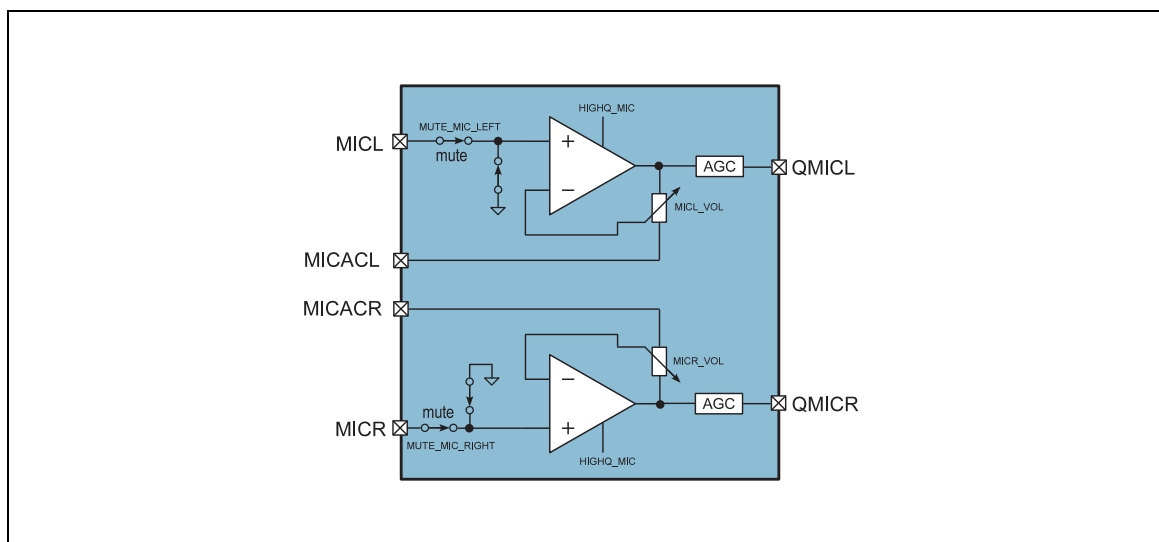 HIGHQ_MIC
MUTE_MIC_LEFT
MICL
mute
+
AGC
QMICL
−
MICL_VOL
MICACL
MICACR
MICR_VOL
−
mute
AGC
QMICR
MICR
+
MUTE_MIC_RIGHT
HIGHQ_MIC